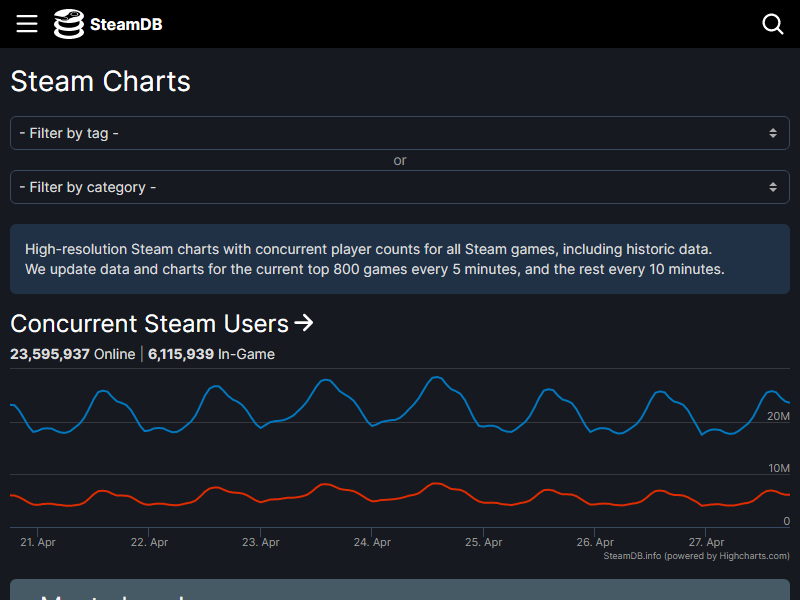 SteamDB
Steam Charts
- Filter by tag -
or
- Filter by category -
High-resolution Steam charts with concurrent player counts for all Steam games, including historic data.
We update data and charts for the current top 800 games every 5 minutes, and the rest every 10 minutes.
Concurrent Steam Users
23,595,937 Online | 6,115,939 In-Game
20M
10M
0
21. Apr 22. Apr 23. Apr 24. Apr 25. Apr 26. Apr 27. Apr
SteamDB.info (powered by Highcharts.com)